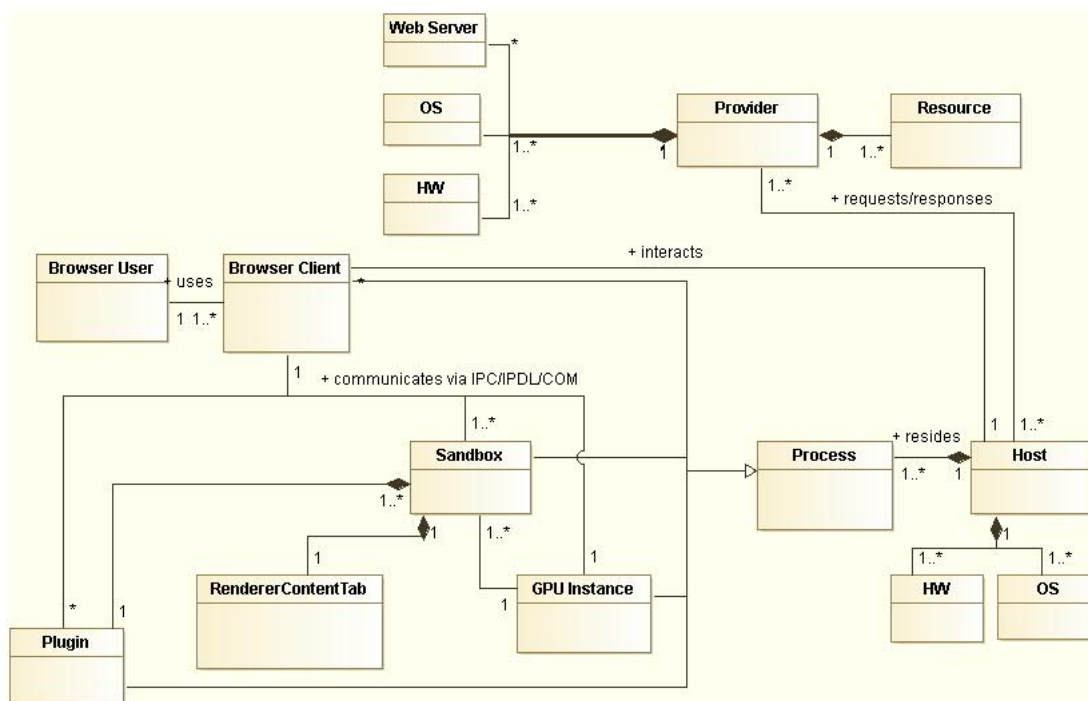 Web Server
*
OS
1..*
1
HW
1..*
Provider
1
1..*
Resource
1..*
+ requests/responses
+ interacts
Browser User
+ uses
1 1..*
Browser Client
*
1
+ communicates via IPC/IPDL/COM
1..*
Sandbox
1..*
1..*
1
1
RendererContentTab
1
1
GPU Instance
*
1
Plugin
Process
+ resides
1..*
1
1
1..*
Host
1
1..*
1..*
HW
OS